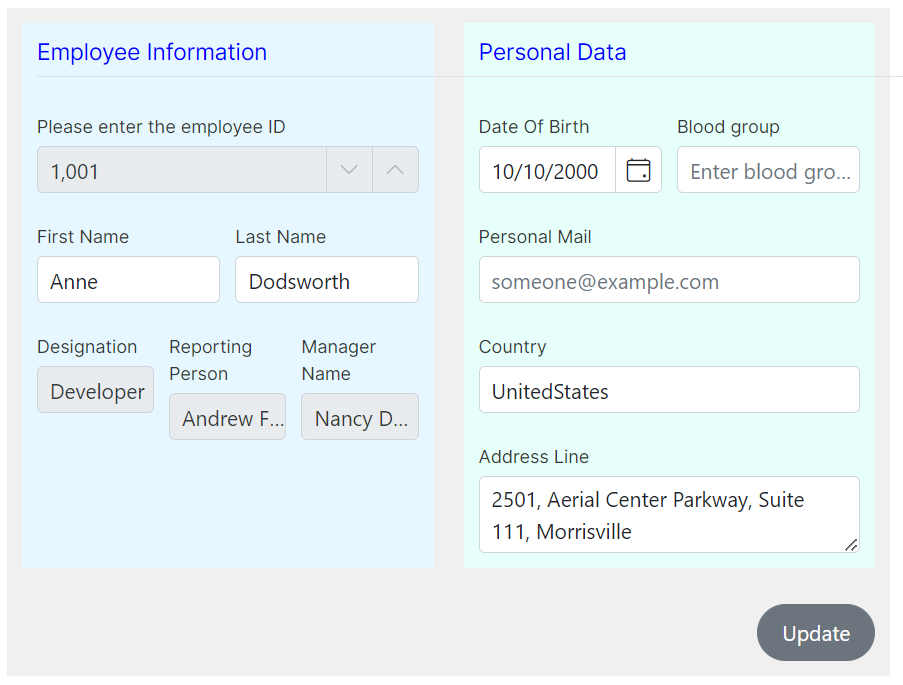 Employee Information
Please enter the employee ID
1,001
First Name
Last Name
Anne
Dodsworth
Designation
Reporting
Person
Manager
Name
Developer
Andrew F...
Nancy D...
Personal Data
Date Of Birth
Blood group
10/10/2000
Enter blood gro...
Personal Mail
someone@example.com
Country
UnitedStates
Address Line
2501, Aerial Center Parkway, Suite
111, Morrisville
Update